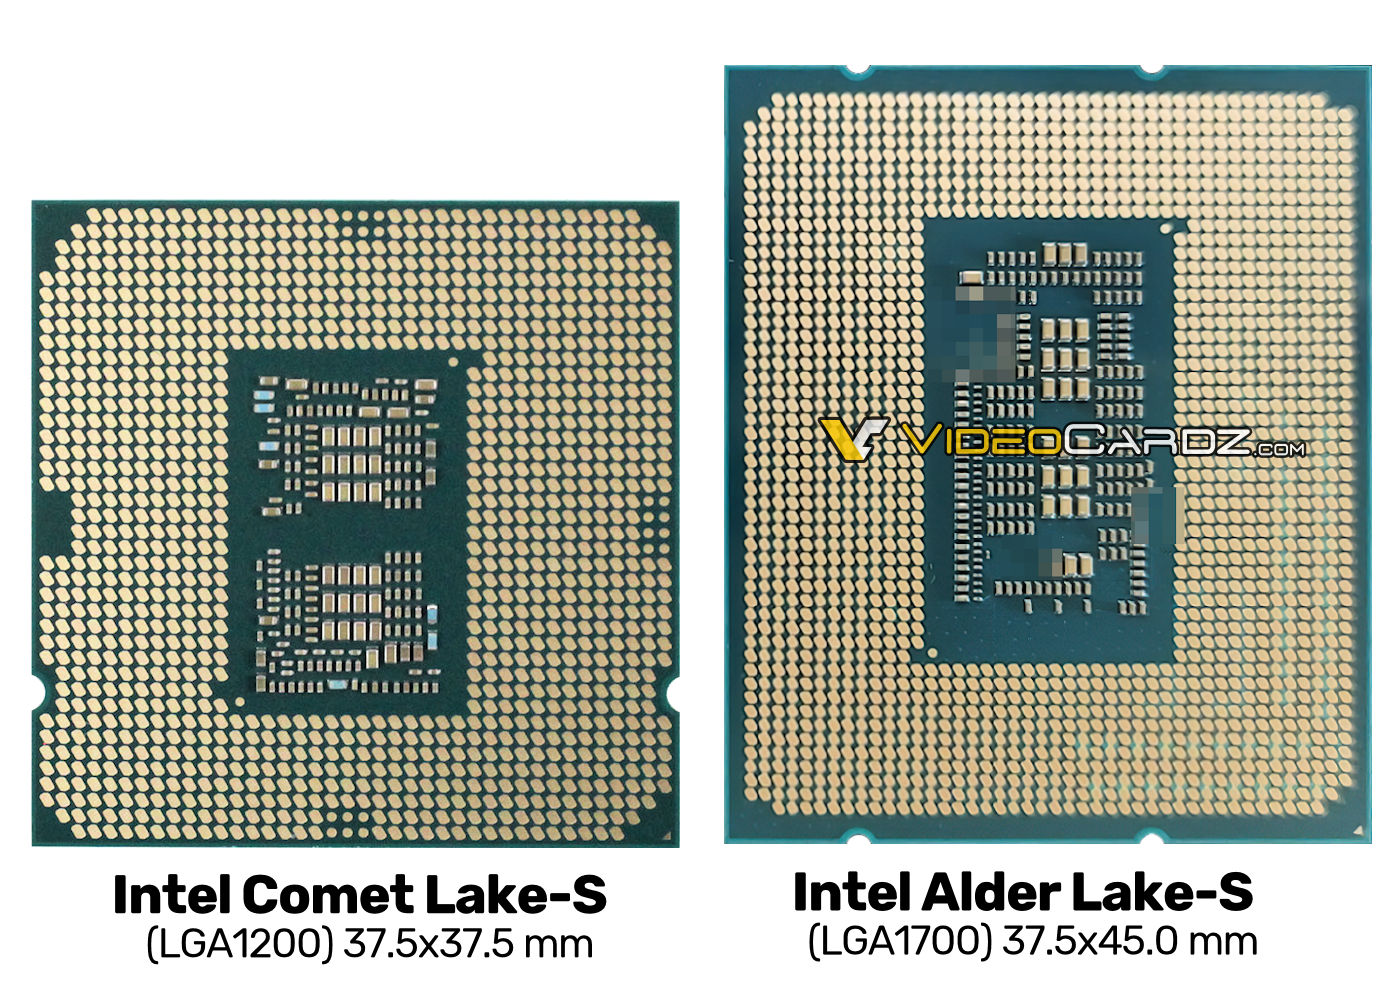 VIDEOCARDZ.COM
Intel Comet Lake-S
(LGA1200) 37.5x37.5 mm
Intel Alder Lake-S
(LGA1700) 37.5x45.0 mm